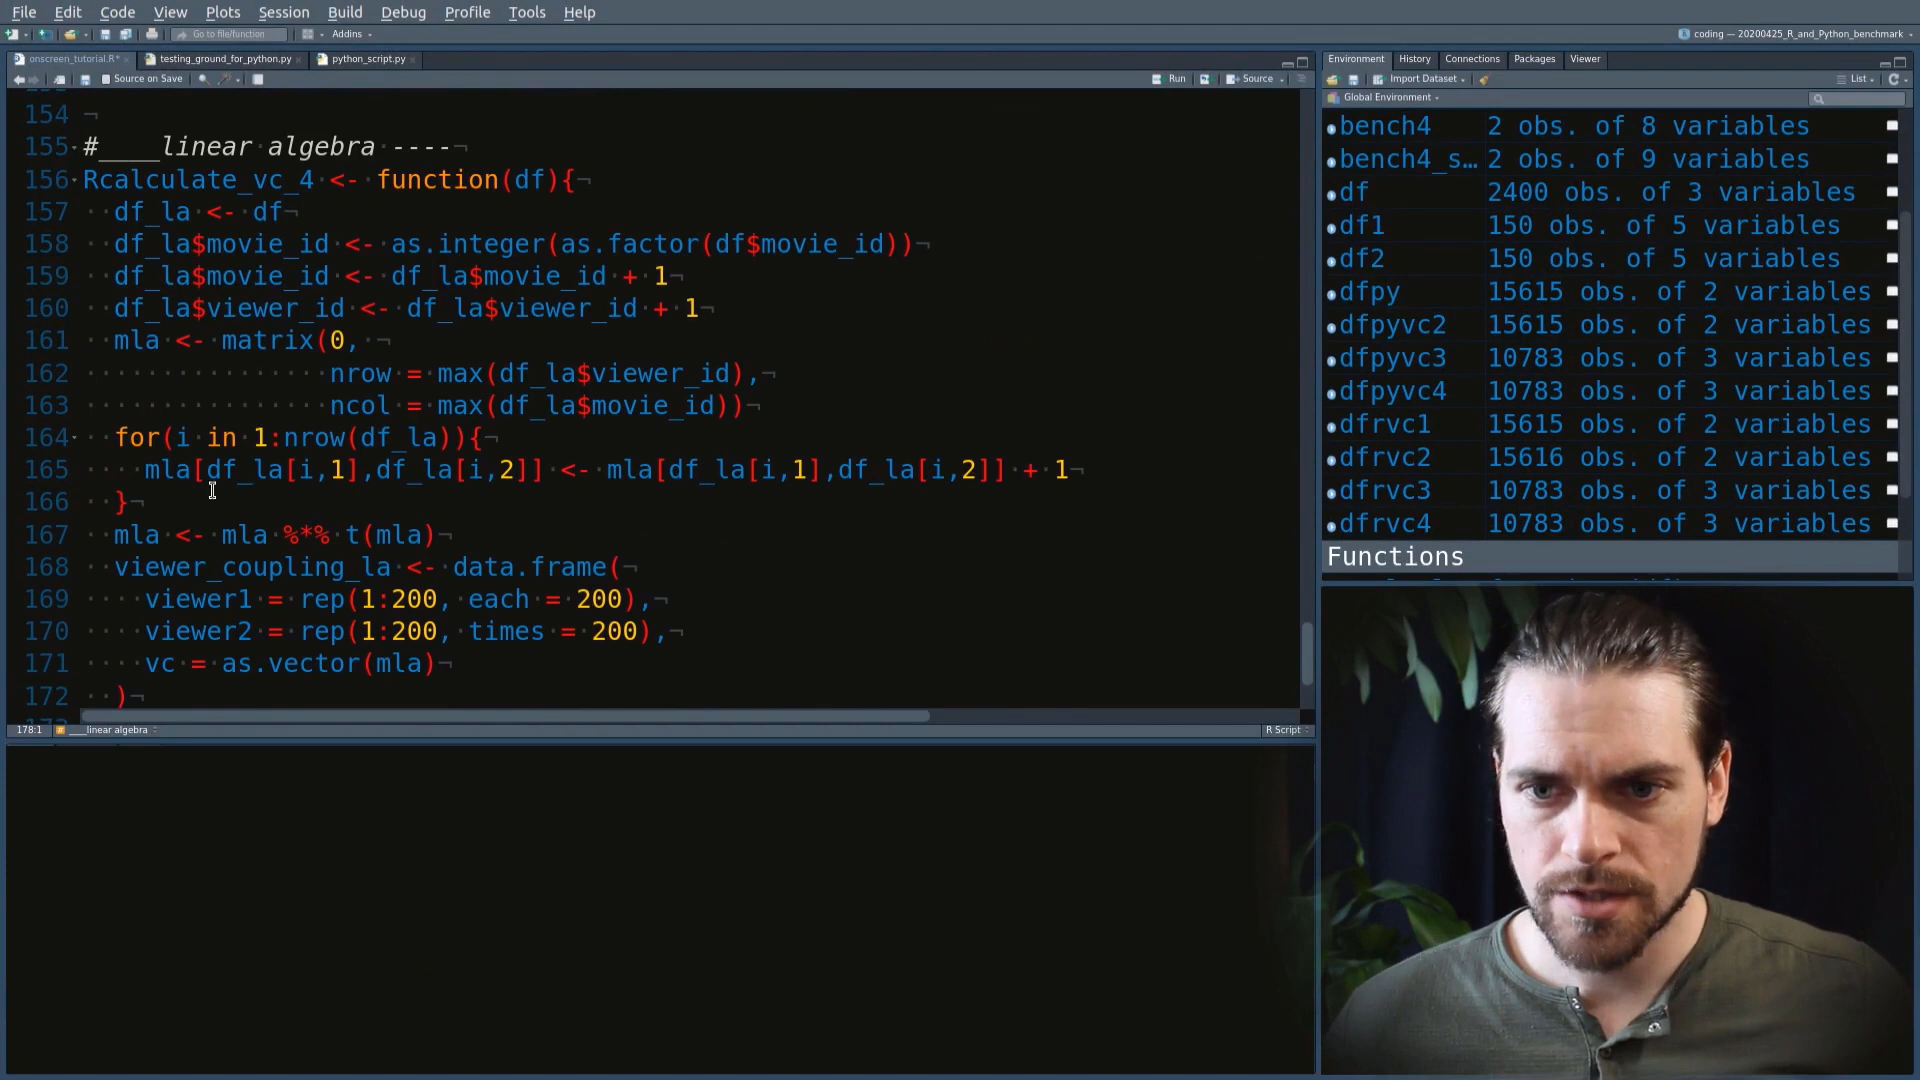 File Edit Code View Plots Session Build Debug Profile Tools Help
Go to file/function Addins
coding — 20200425_R_and_Python_benchmark
onscreen_tutorial.R* testing_ground_for_python.py python_script.py
Source on Save Run Source
154
155 #____linear algebra ----
156 Rcalculate_vc_4 <- function(df){
157 df_la <- df
158 df_la$movie_id <- as.integer(as.factor(df$movie_id))
159 df_la$movie_id <- df_la$movie_id + 1
160 df_la$viewer_id <- df_la$viewer_id + 1
161 mla <- matrix(0,
162 nrow = max(df_la$viewer_id),
163 ncol = max(df_la$movie_id))
164 for(i in 1:nrow(df_la)){
165 mla[df_la[i,1],df_la[i,2]] <- mla[df_la[i,1],df_la[i,2]] + 1
166 }
167 mla <- mla %*% t(mla)
168 viewer_coupling_la <- data.frame(
169 viewer1 = rep(1:200, each = 200),
170 viewer2 = rep(1:200, times = 200),
171 vc = as.vector(mla)
172 )
178:1 ____linear algebra R Script
Environment History Connections Packages Viewer
Import Dataset List
Global Environment
bench4 2 obs. of 8 variables
bench4_s… 2 obs. of 9 variables
df 2400 obs. of 3 variables
df1 150 obs. of 5 variables
df2 150 obs. of 5 variables
dfpy 15615 obs. of 2 variables
dfpyvc2 15615 obs. of 2 variables
dfpyvc3 10783 obs. of 3 variables
dfpyvc4 10783 obs. of 3 variables
dfrvc1 15615 obs. of 2 variables
dfrvc2 15616 obs. of 2 variables
dfrvc3 10783 obs. of 3 variables
dfrvc4 10783 obs. of 3 variables
Functions